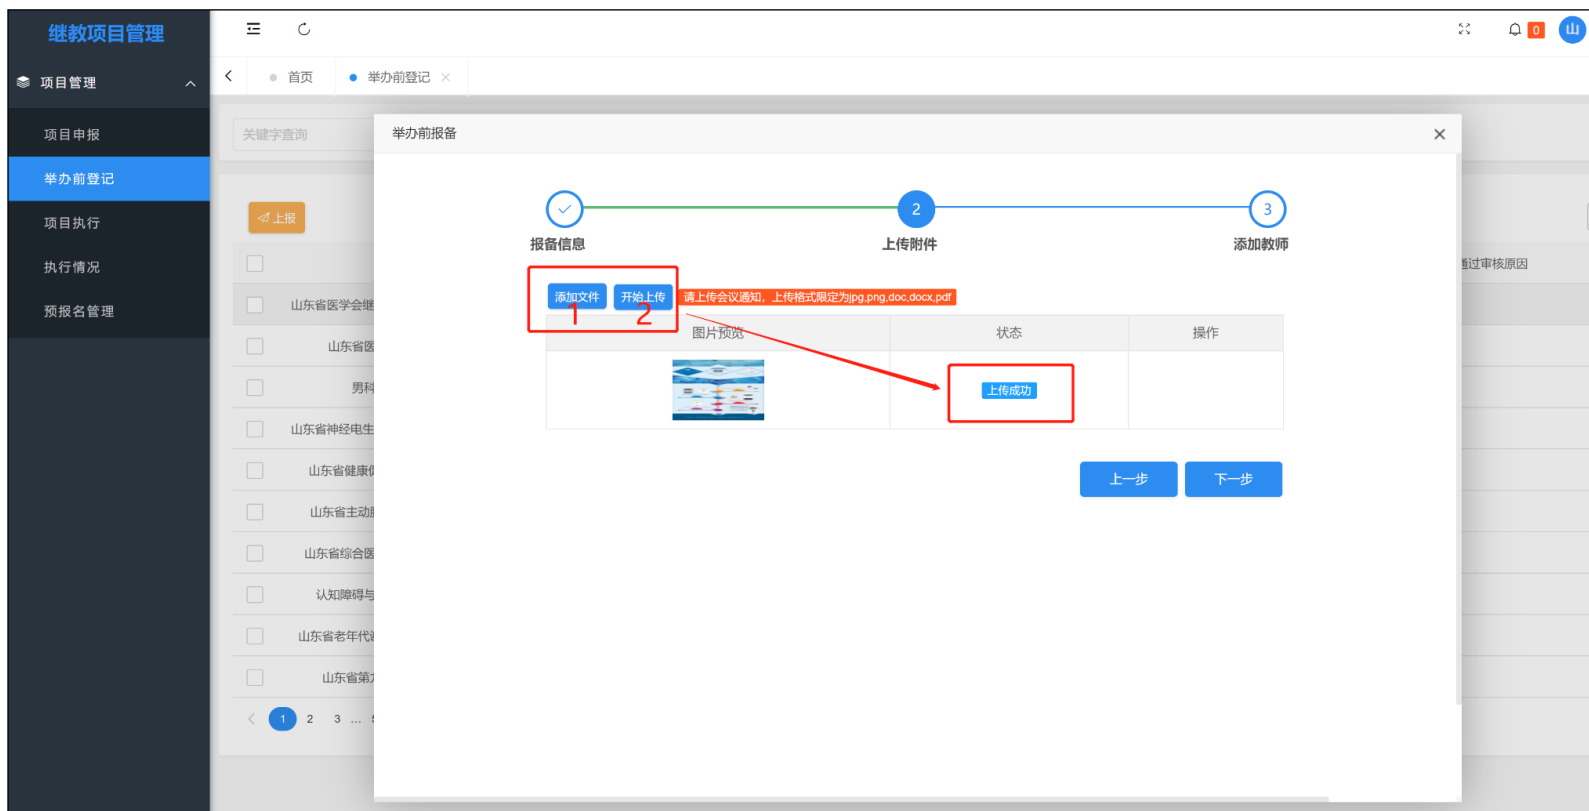 继教项目管理
0
山
项目管理
首页
举办前登记
项目申报
举办前登记
项目执行
执行情况
预报名管理
关键字查询
上报
通过审核原因
山东省医学会继
山东省医
男科
山东省神经电生
山东省健康
山东省主动
山东省综合医
认知障碍与
山东省老年代
山东省第
1 2 3 ...
举办前报备
2
3
报备信息
上传附件
添加教师
添加文件 开始上传 请上传会议通知，上传格式限定为jpg,png,doc,docx,pdf
1 2
图片预览 状态 操作
上传成功
上一步 下一步